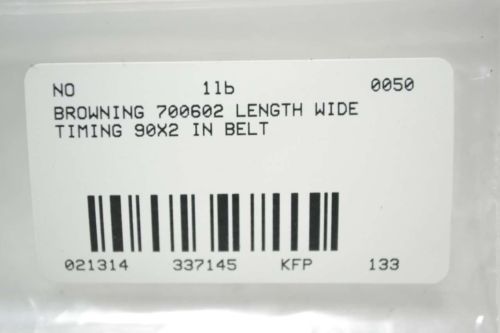 NO 1lb 0050
BROWNING 700602 LENGTH WIDE
TIMING 90X2 IN BELT
021314 337145 KFP 133